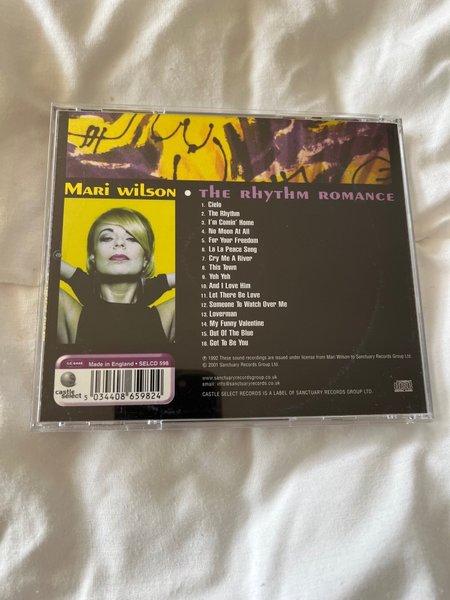 MARI WILSON • THE RHYTHM ROMANCE
1. Cielo
2. The Rhythm
3. I'm Comin' Home
4. No Moon At All
5. For Your Freedom
6. La La Peace Song
7. Cry Me A River
8. This Town
9. Yeh Yeh
10. And I Love Him
11. Let There Be Love
12. Someone To Watch Over Me
13. Loverman
14. My Funny Valentine
15. Out Of The Blue
16. Got To Be You
Made in England • SELCD 598
castle
select
5 034408 659824
℗ 1992 These sound recordings are issued under license from Mari Wilson to Sanctuary Records Group Ltd.
© 2001 Sanctuary Records Group Ltd.
www.sanctuaryrecordsgroup.co.uk
email: info@sanctuaryrecords.co.uk
CASTLE SELECT RECORDS IS A LABEL OF SANCTUARY RECORDS GROUP LTD.